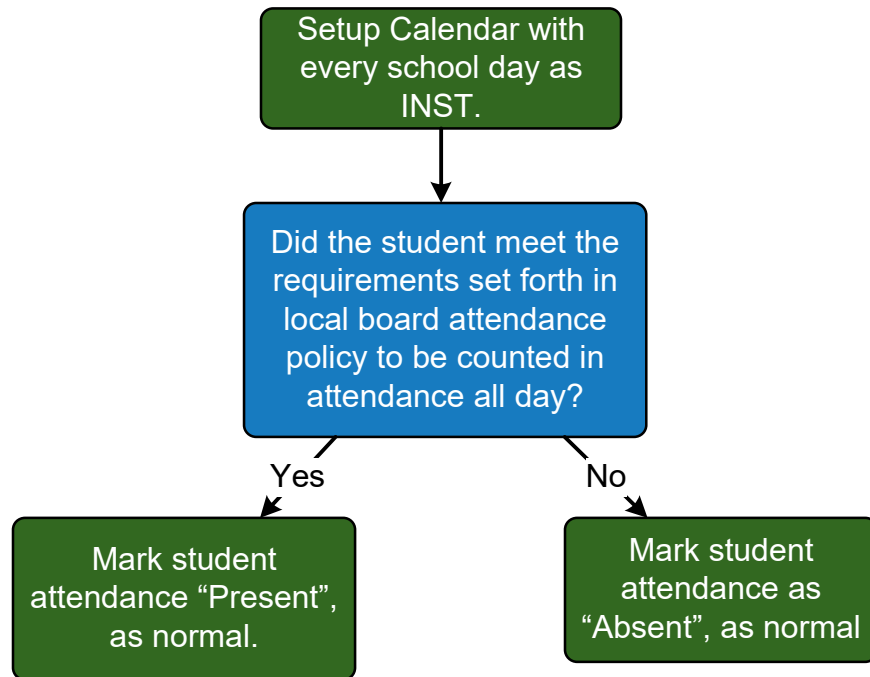 Setup Calendar with
every school day as
INST.
Did the student meet the
requirements set forth in
local board attendance
policy to be counted in
attendance all day?
Yes
No
Mark student
attendance “Present”,
as normal.
Mark student
attendance as
“Absent”, as normal